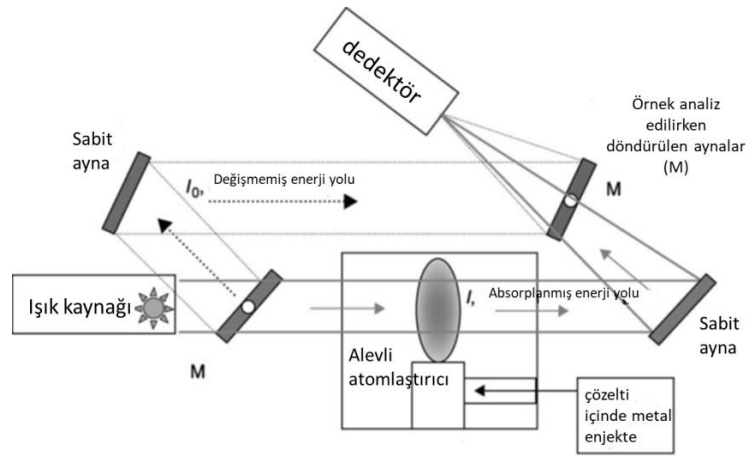 dedektör
Örnek analiz
edilirken
döndürülen aynalar
(M)
Sabit
ayna
I₀,
Değişmemiş enerji yolu
M
Işık kaynağı
I,
Absorplanmış enerji yolu
Sabit
ayna
M
Alevli
atomlaştırıcı
çözelti
içinde metal
enjekte